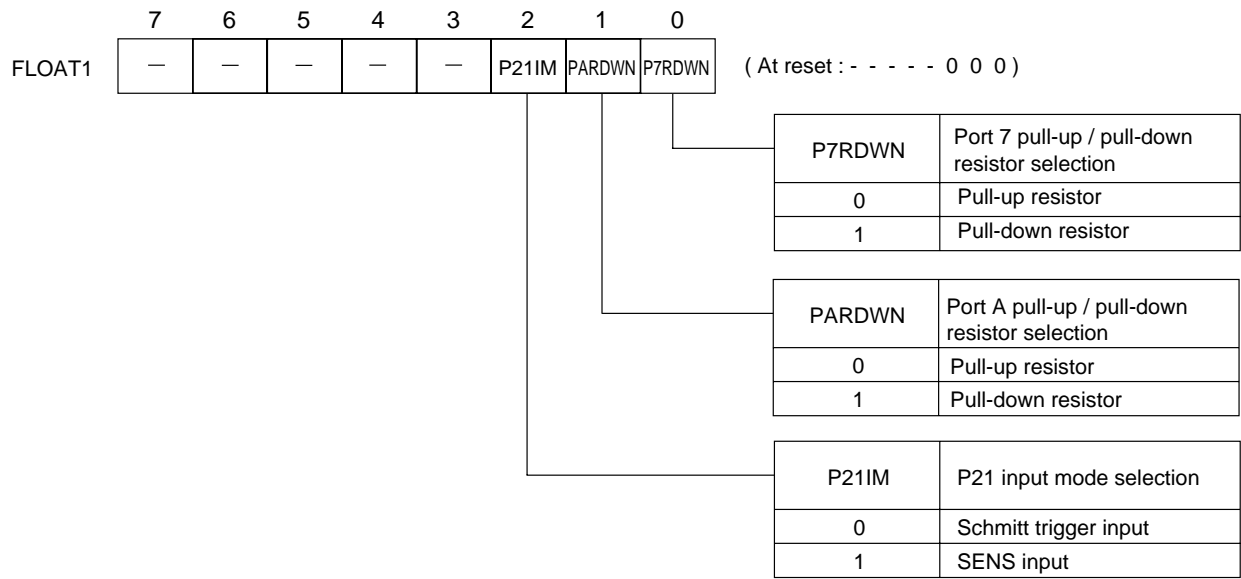 7 6 5 4 3 2 1 0
FLOAT1 – – – – – P21IM PARDWN P7RDWN ( At reset : - - - - - 0 0 0 )
P7RDWN Port 7 pull-up / pull-down
resistor selection
0 Pull-up resistor
1 Pull-down resistor
PARDWN Port A pull-up / pull-down
resistor selection
0 Pull-up resistor
1 Pull-down resistor
P21IM P21 input mode selection
0 Schmitt trigger input
1 SENS input